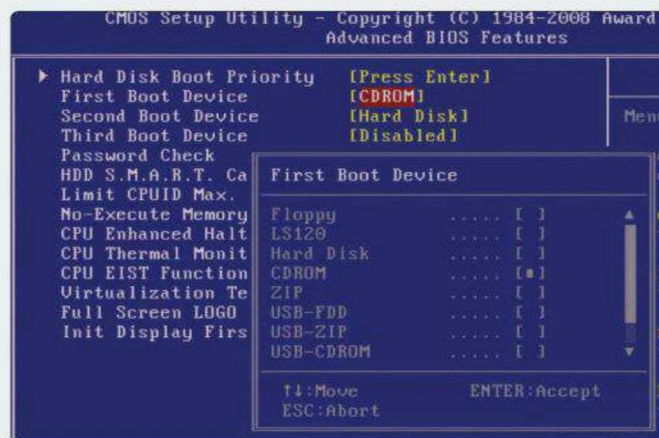 CMOS Setup Utility - Copyright (C) 1984-2008 Award
Advanced BIOS Features
Hard Disk Boot Priority [Press Enter]
First Boot Device [CDROM]
Second Boot Device [Hard Disk]
Third Boot Device [Disabled]
Password Check
HDD S.M.A.R.T. Ca
Limit CPUID Max.
No-Execute Memory
CPU Enhanced Halt
CPU Thermal Monit
CPU EIST Function
Virtualization Te
Full Screen LOGO
Init Display Firs
Men
First Boot Device
Floppy ..... [ ]
LS120 ..... [ ]
Hard Disk ..... [ ]
CDROM ..... [■]
ZIP ..... [ ]
USB-FDD ..... [ ]
USB-ZIP ..... [ ]
USB-CDROM ..... [ ]
↑↓:Move ENTER:Accept
ESC:Abort